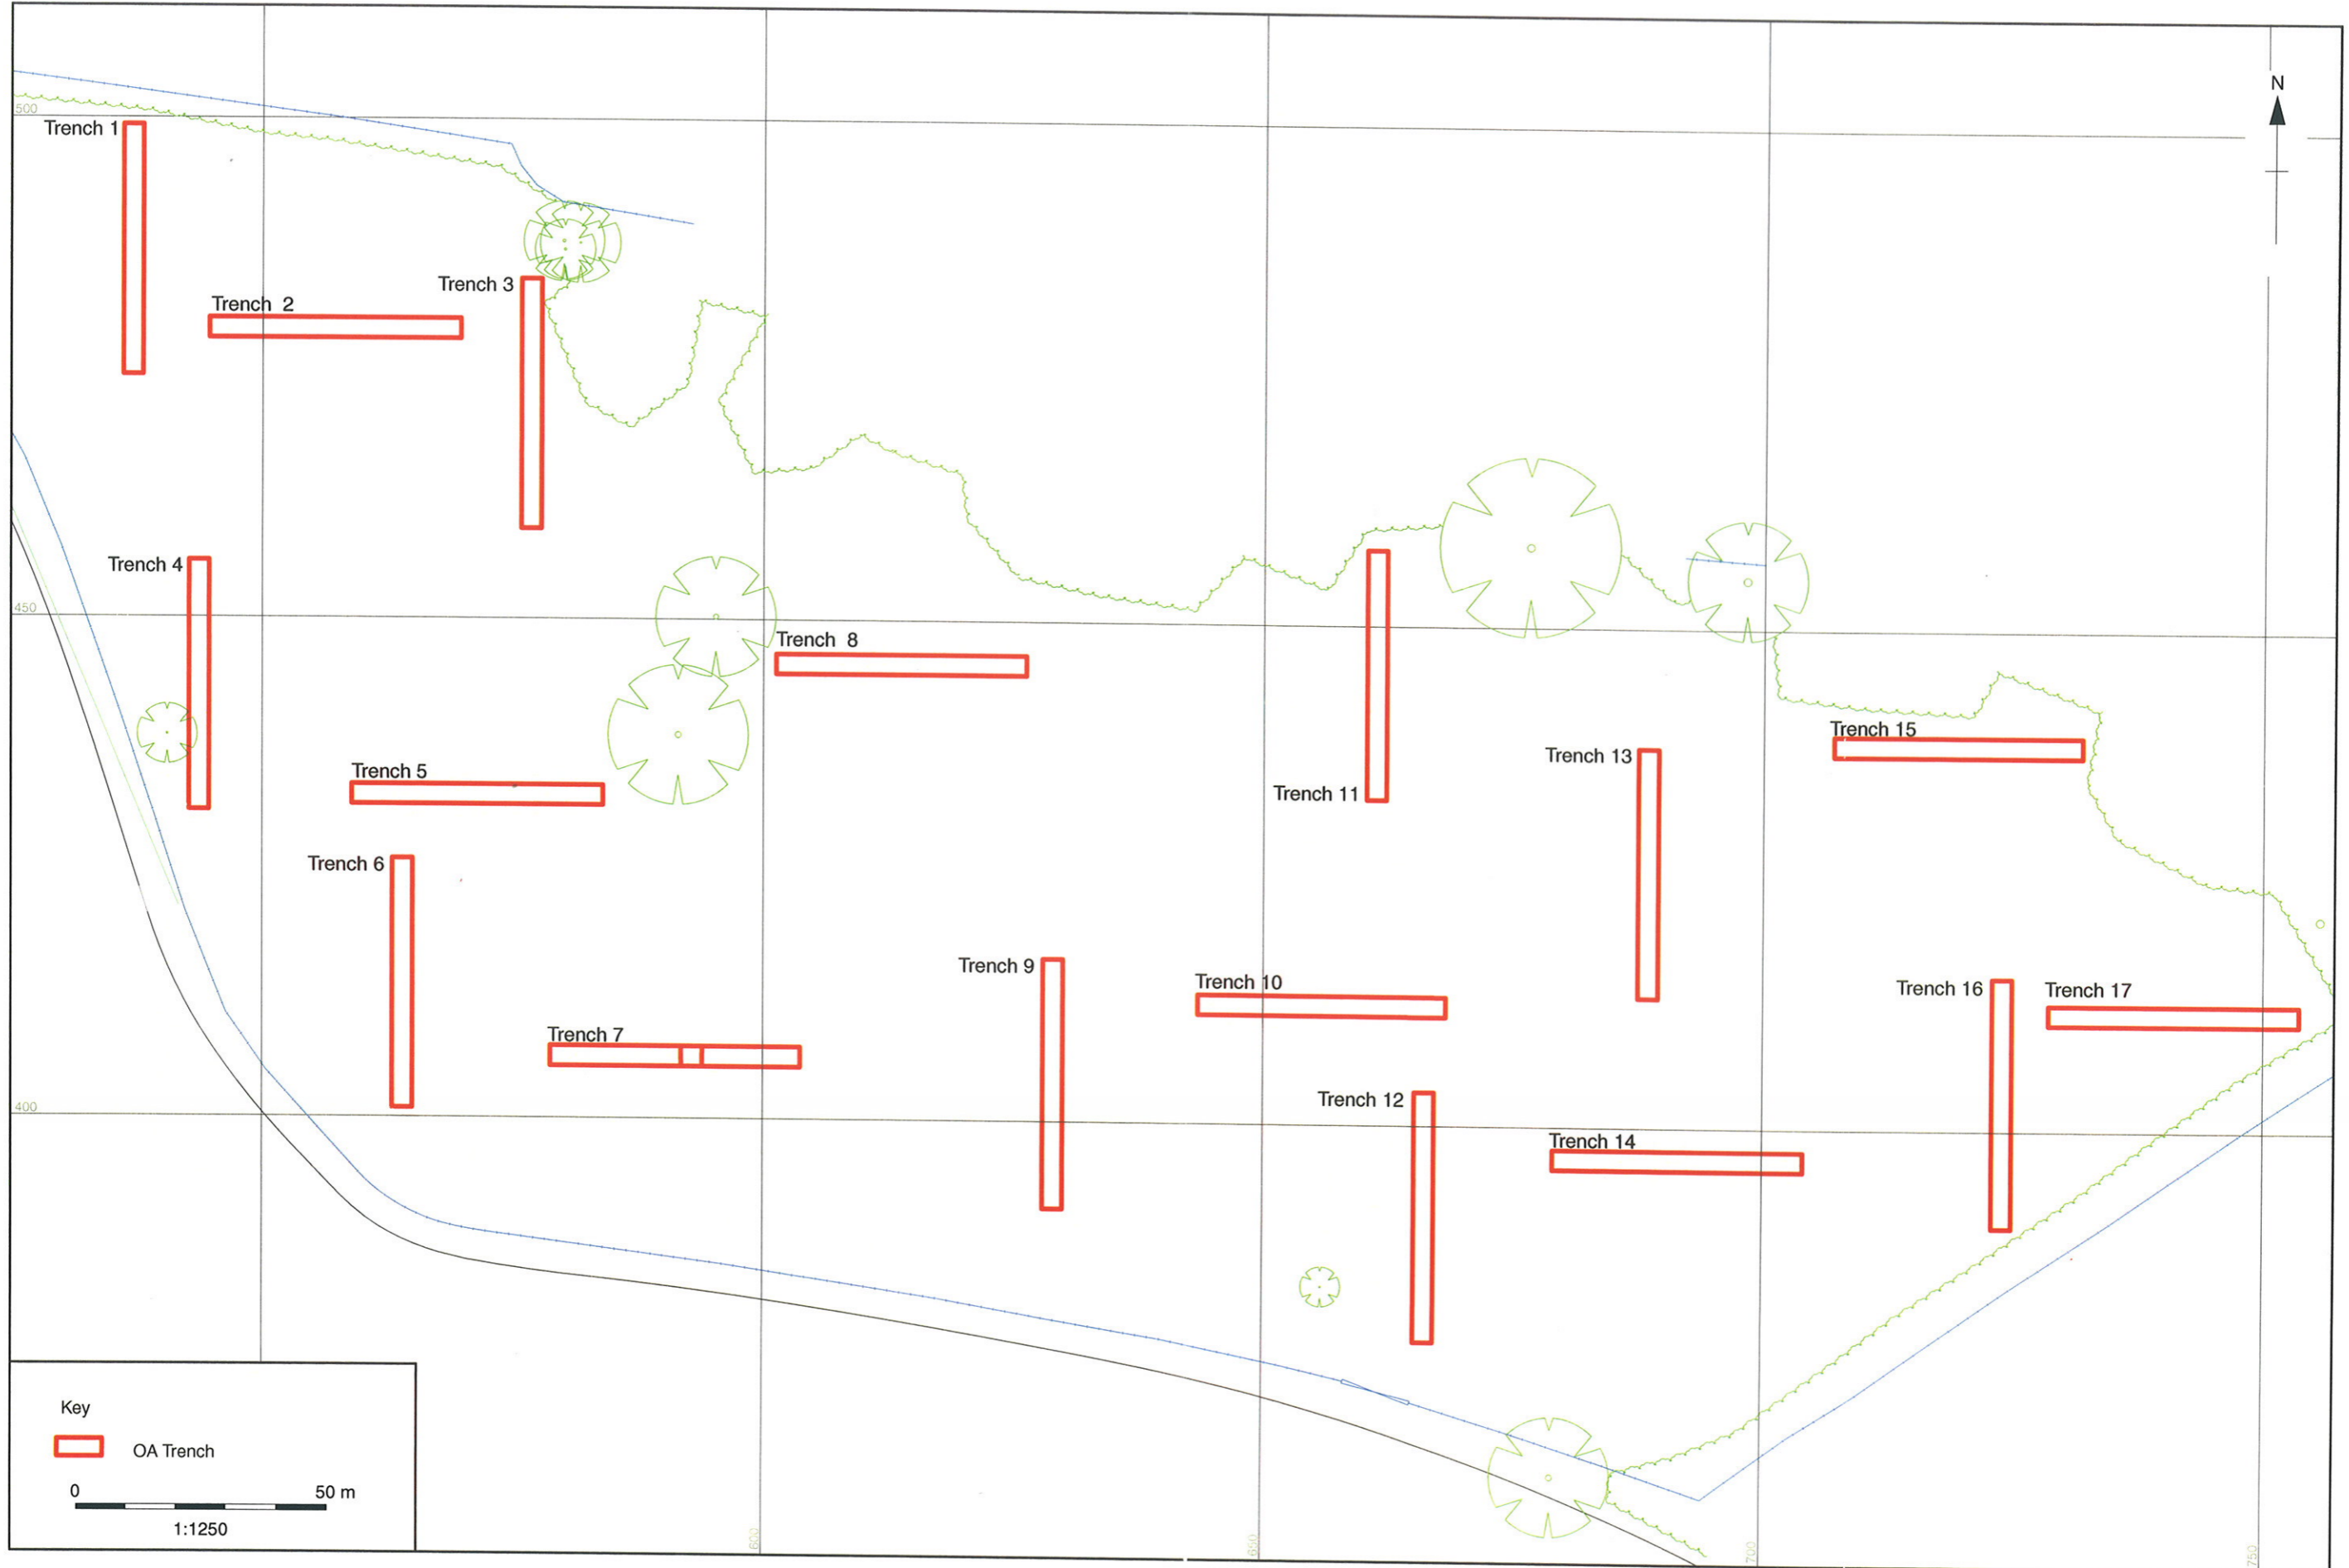 N
500
Trench 1
Trench 3
Trench 2
Trench 4
450
Trench 8
Trench 15
Trench 13
Trench 5
Trench 11
Trench 6
Trench 9
Trench 10
Trench 16
Trench 17
Trench 7
400
Trench 12
Trench 14
Key
OA Trench
0 50 m
1:1250
600
650
700
750